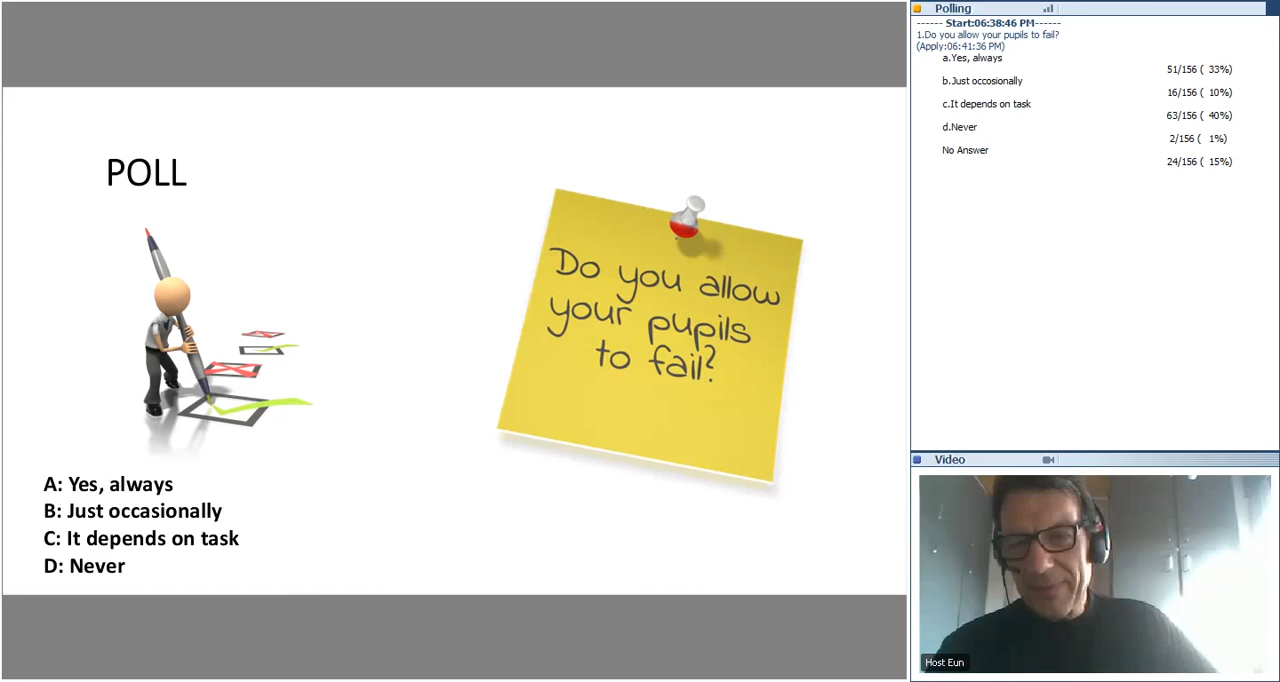 POLL
Do you allow
your pupils
to fail?
A: Yes, always
B: Just occasionally
C: It depends on task
D: Never
Polling
------ Start:06:38:46 PM------
1.Do you allow your pupils to fail?
(Apply:06:41:36 PM)
a.Yes, always
51/156 ( 33%)
b.Just occosionally
16/156 ( 10%)
c.It depends on task
63/156 ( 40%)
d.Never
2/156 ( 1%)
No Answer
24/156 ( 15%)
Video
Host Eun